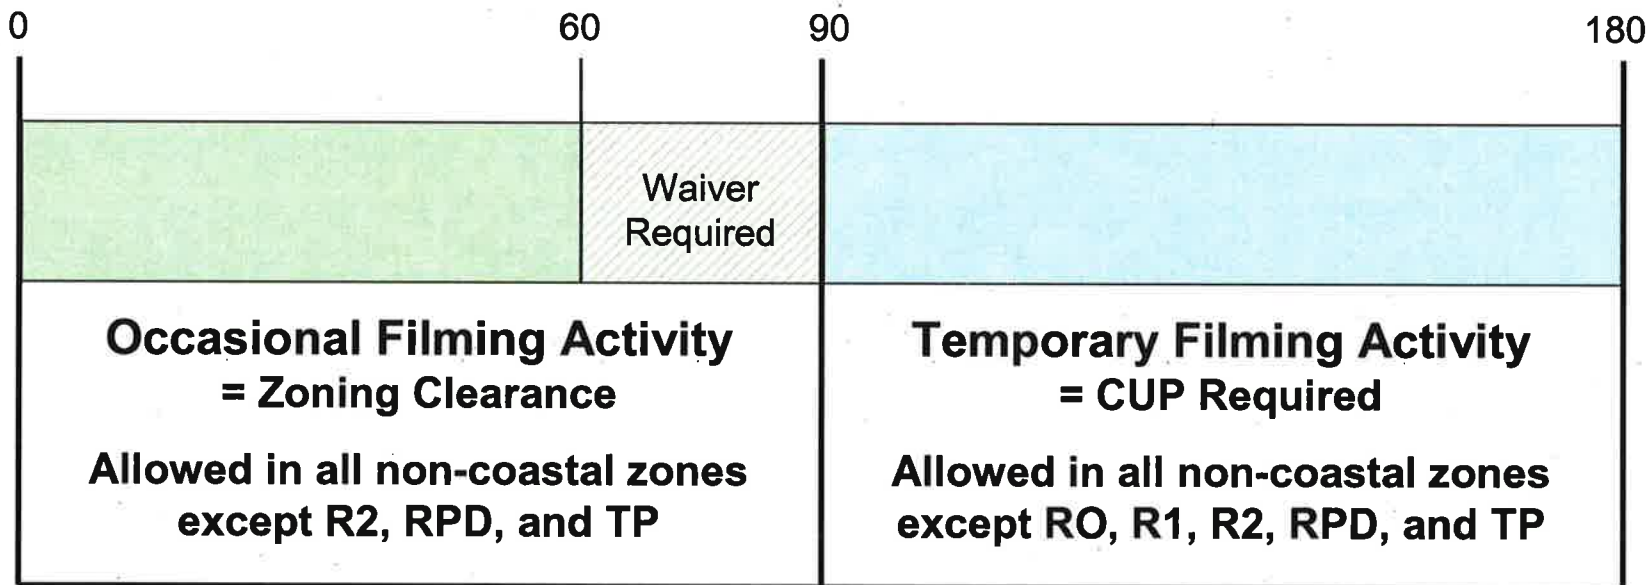 0 60 90 180
Waiver
Required
Occasional Filming Activity
= Zoning Clearance
Allowed in all non-coastal zones
except R2, RPD, and TP
Temporary Filming Activity
= CUP Required
Allowed in all non-coastal zones
except RO, R1, R2, RPD, and TP